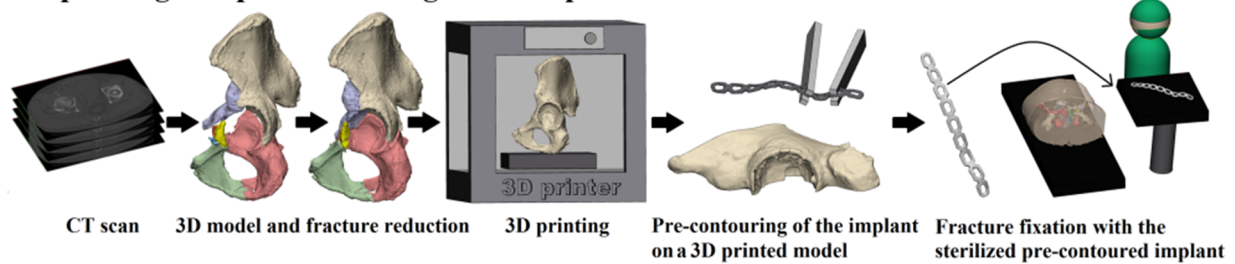 3D printer
CT scan
3D model and fracture reduction
3D printing
Pre-contouring of the implant
on a 3D printed model
Fracture fixation with the
sterilized pre-contoured implant